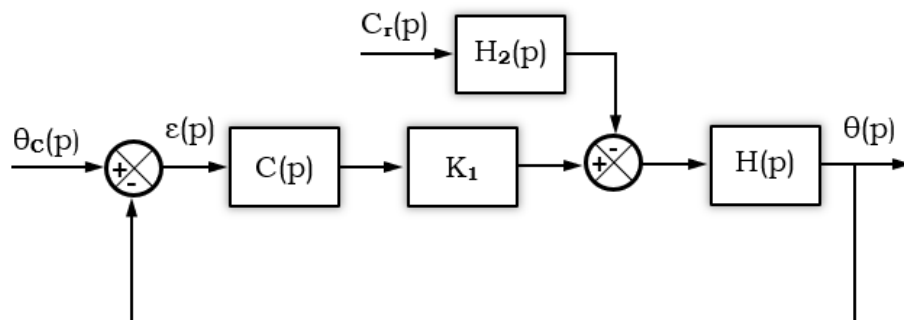 Cᵣ(p)
H₂(p)
θc(p)
ε(p)
+
-
C(p)
K₁
+
-
H(p)
θ(p)